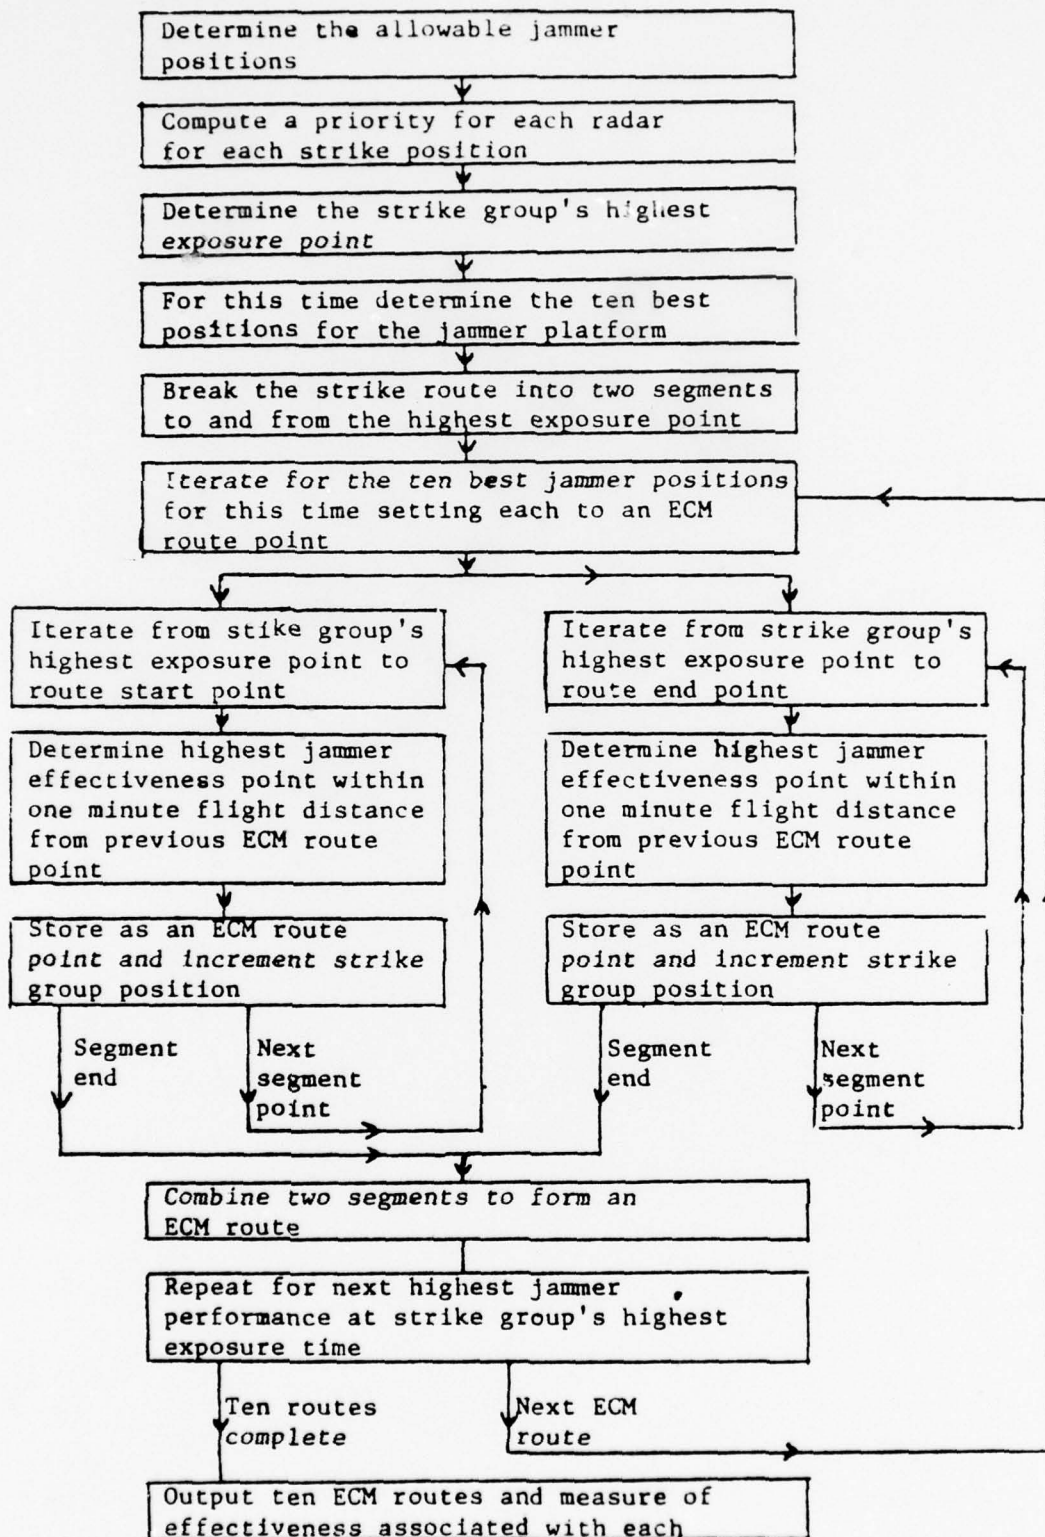 Determine the allowable jammer
positions
Compute a priority for each radar
for each strike position
Determine the strike group's highest
exposure point
For this time determine the ten best
positions for the jammer platform
Break the strike route into two segments
to and from the highest exposure point
Iterate for the ten best jammer positions
for this time setting each to an ECM
route point
Iterate from stike group's
highest exposure point to
route start point
Determine highest jammer
effectiveness point within
one minute flight distance
from previous ECM route
point
Store as an ECM route
point and increment strike
group position
Segment
end
Next
segment
point
Iterate from strike group's
highest exposure point to
route end point
Determine highest jammer
effectiveness point within
one minute flight distance
from previous ECM route
point
Store as an ECM route
point and increment strike
group position
Segment
end
Next
segment
point
Combine two segments to form an
ECM route
Repeat for next highest jammer
performance at strike group's highest
exposure time
Ten routes
complete
Next ECM
route
Output ten ECM routes and measure of
effectiveness associated with each